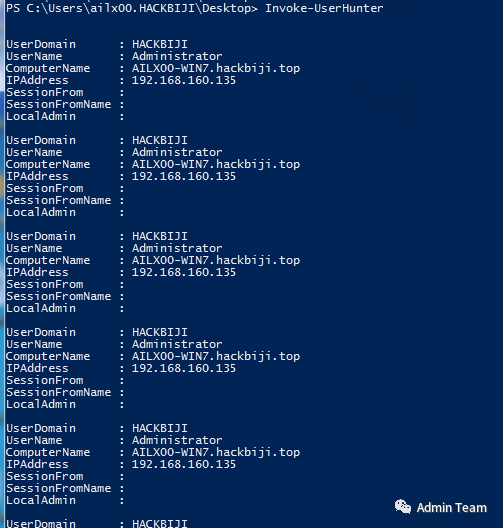 PS C:\Users\ailx00.HACKBIJI\Desktop> Invoke-UserHunter
UserDomain : HACKBIJI
UserName : Administrator
ComputerName : AILX00-WIN7.hackbiji.top
IPAddress : 192.168.160.135
SessionFrom :
SessionFromName :
LocalAdmin :
UserDomain : HACKBIJI
UserName : Administrator
ComputerName : AILX00-WIN7.hackbiji.top
IPAddress : 192.168.160.135
SessionFrom :
SessionFromName :
LocalAdmin :
UserDomain : HACKBIJI
UserName : Administrator
ComputerName : AILX00-WIN7.hackbiji.top
IPAddress : 192.168.160.135
SessionFrom :
SessionFromName :
LocalAdmin :
UserDomain : HACKBIJI
UserName : Administrator
ComputerName : AILX00-WIN7.hackbiji.top
IPAddress : 192.168.160.135
SessionFrom :
SessionFromName :
LocalAdmin :
UserDomain : HACKBIJI
UserName : Administrator
ComputerName : AILX00-WIN7.hackbiji.top
IPAddress : 192.168.160.135
SessionFrom :
SessionFromName :
LocalAdmin :
Admin Team
UserDomain : HACKBIJI